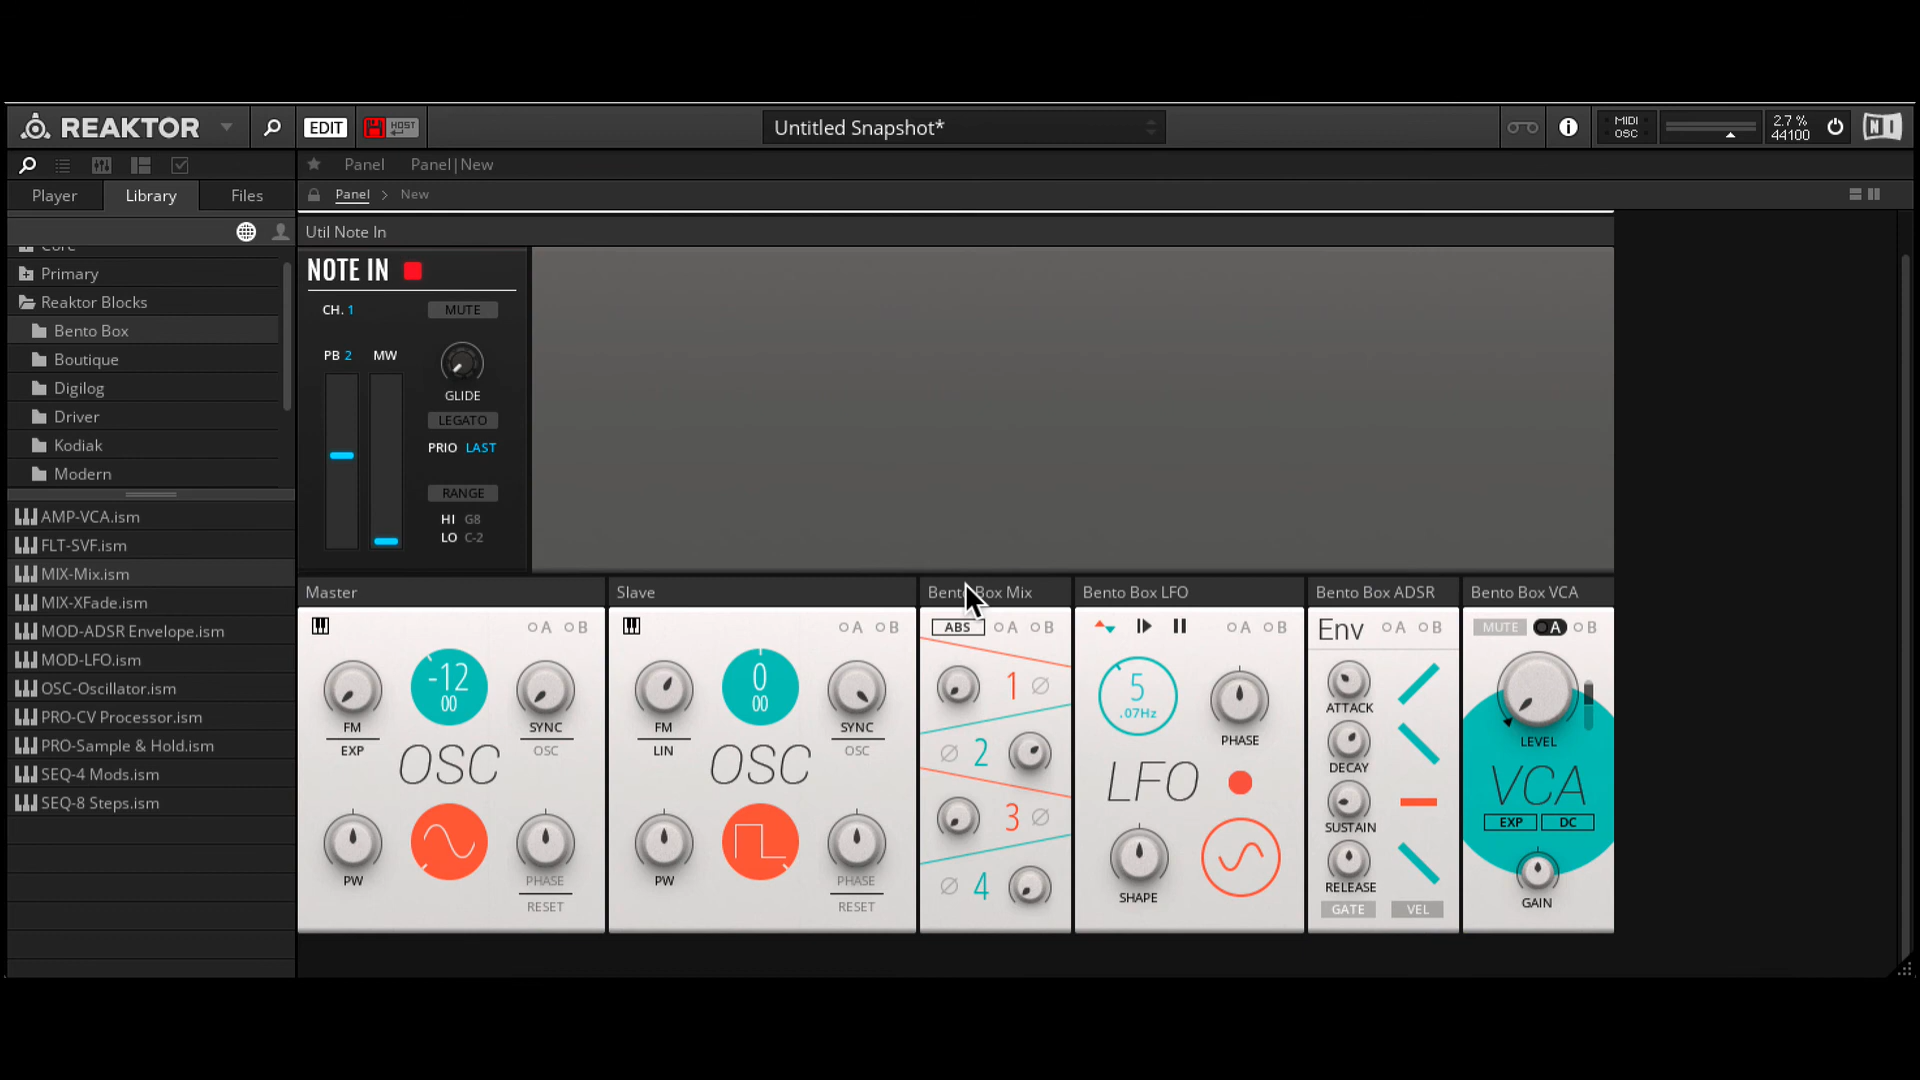 REAKTOR
EDIT
HOST
Untitled Snapshot*
MIDI
OSC
2.7 %
44100
NI
Panel
Panel|New
Player
Library
Files
Panel > New
Util Note In
Core
Primary
Reaktor Blocks
Bento Box
Boutique
Digilog
Driver
Kodiak
Modern
AMP-VCA.ism
FLT-SVF.ism
MIX-Mix.ism
MIX-XFade.ism
MOD-ADSR Envelope.ism
MOD-LFO.ism
OSC-Oscillator.ism
PRO-CV Processor.ism
PRO-Sample & Hold.ism
SEQ-4 Mods.ism
SEQ-8 Steps.ism
NOTE IN
CH. 1
MUTE
PB 2
MW
GLIDE
LEGATO
PRIO LAST
RANGE
HI G8
LO C-2
Master
A B
-12
00
FM
EXP
SYNC
OSC
OSC
PW
PHASE
RESET
Slave
A B
0
00
FM
LIN
SYNC
OSC
OSC
PW
PHASE
RESET
Bento Box Mix
ABS A B
1
2
3
4
Bento Box LFO
A B
5
.07Hz
PHASE
LFO
SHAPE
Bento Box ADSR
Env A B
ATTACK
DECAY
SUSTAIN
RELEASE
GATE VEL
Bento Box VCA
MUTE A B
LEVEL
VCA
EXP DC
GAIN